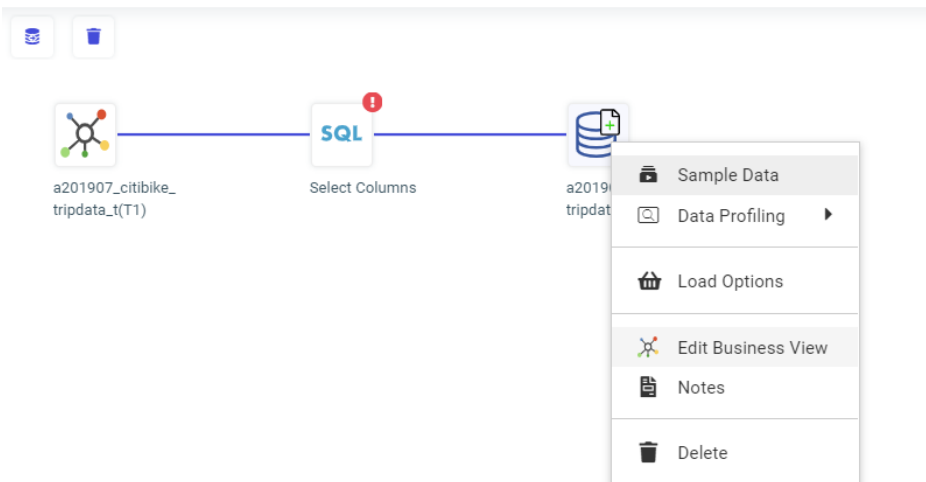 !
SQL
a201907_citibike_
tripdata_t(T1)
Select Columns
a2019
tripdat
Sample Data
Data Profiling
Load Options
Edit Business View
Notes
Delete